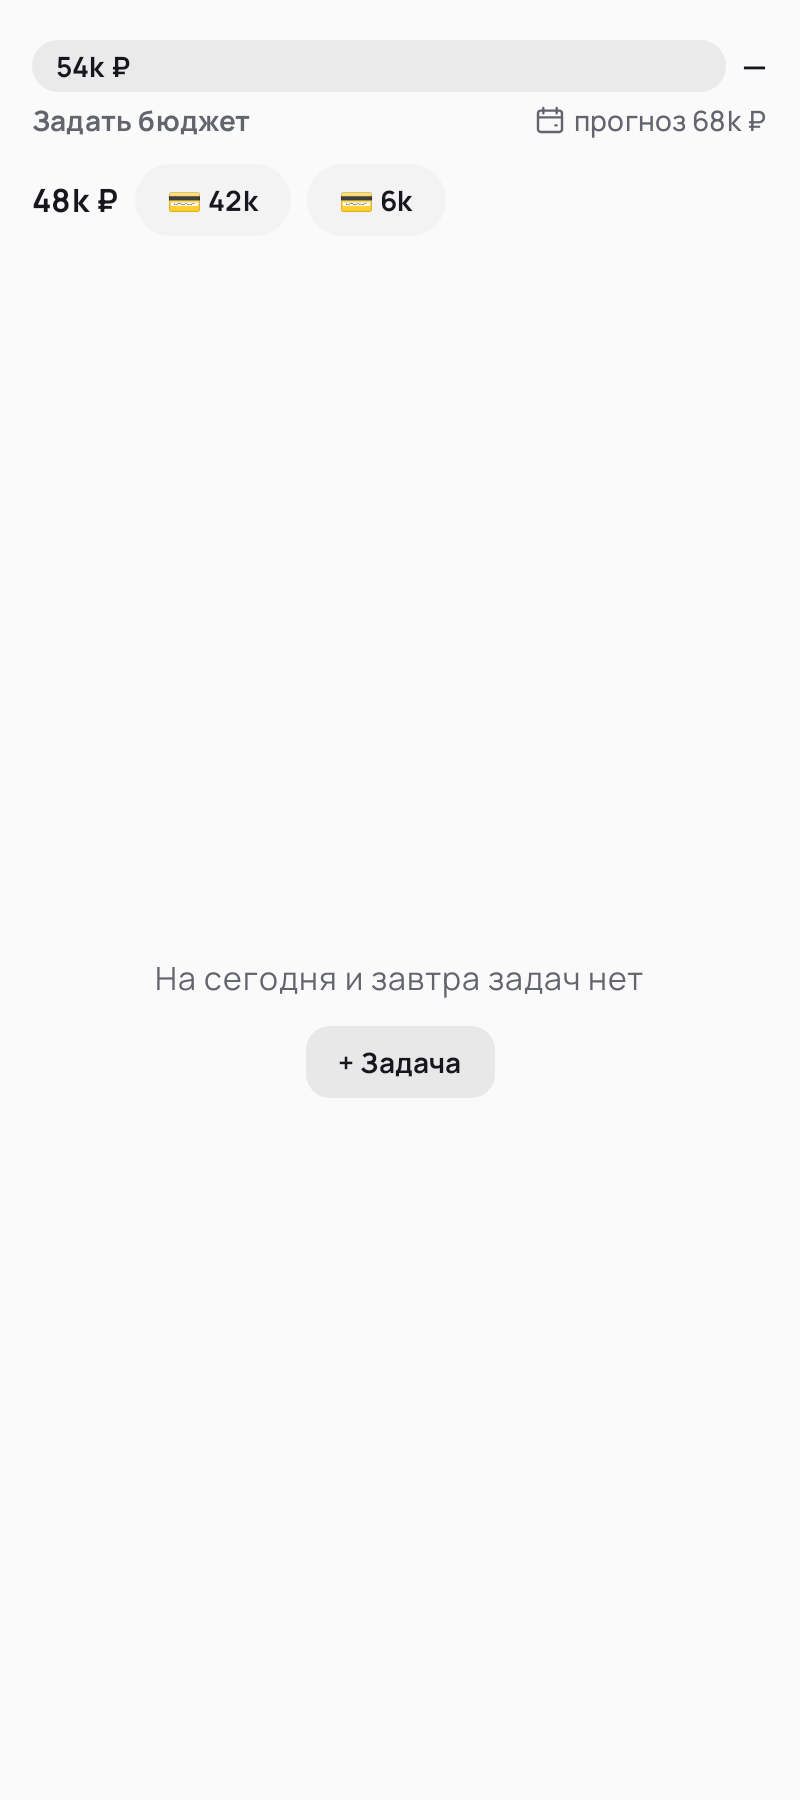 54k ₽ —
Задать бюджет прогноз 68k ₽
48k ₽ 💳 42k 💳 6k
На сегодня и завтра задач нет
+ Задача